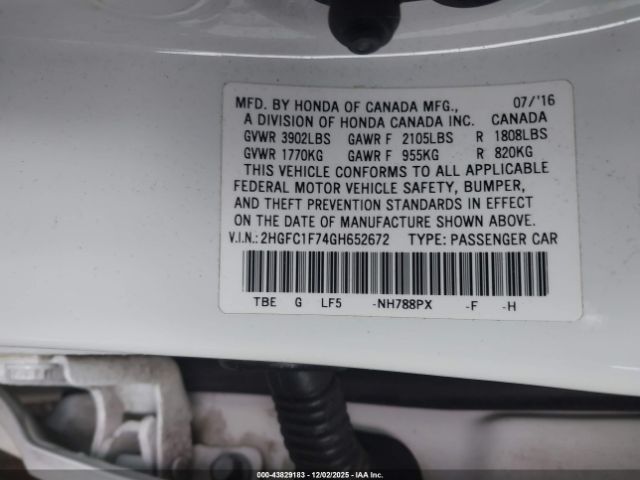 MFD. BY HONDA OF CANADA MFG., 07/'16
A DIVISION OF HONDA CANADA INC. CANADA
GVWR 3902LBS GAWR F 2105LBS R 1808LBS
GVWR 1770KG GAWR F 955KG R 820KG
THIS VEHICLE CONFORMS TO ALL APPLICABLE
FEDERAL MOTOR VEHICLE SAFETY, BUMPER,
AND THEFT PREVENTION STANDARDS IN EFFECT
ON THE DATE OF MANUFACTURE SHOWN ABOVE.
V.I.N.: 2HGFC1F74GH652672 TYPE: PASSENGER CAR
TBE G LF5 -NH788PX -F -H
000-43829183 - 12/02/2025 - IAA Inc.